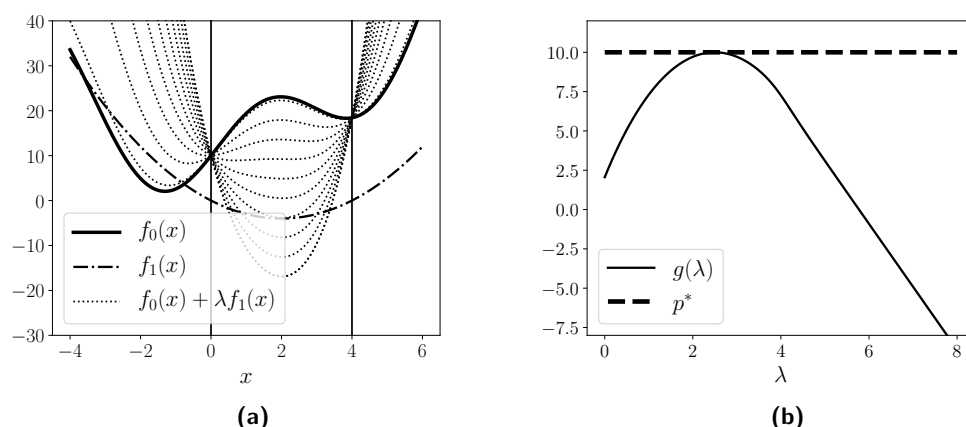 40
30
20
10
0
−10
−20
−30
f₀(x)
f₁(x)
f₀(x) + λf₁(x)
−4 −2 0 2 4 6
x
(a)
10.0
7.5
5.0
2.5
0.0
−2.5
−5.0
−7.5
g(λ)
p*
0 2 4 6 8
λ
(b)